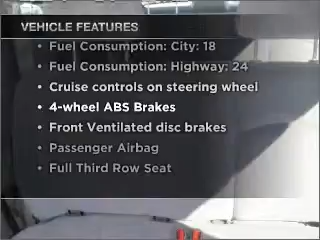 VEHICLE FEATURES
• Fuel Consumption: City: 18
• Fuel Consumption: Highway: 24
• Cruise controls on steering wheel
• 4-wheel ABS Brakes
• Front Ventilated disc brakes
• Passenger Airbag
• Full Third Row Seat